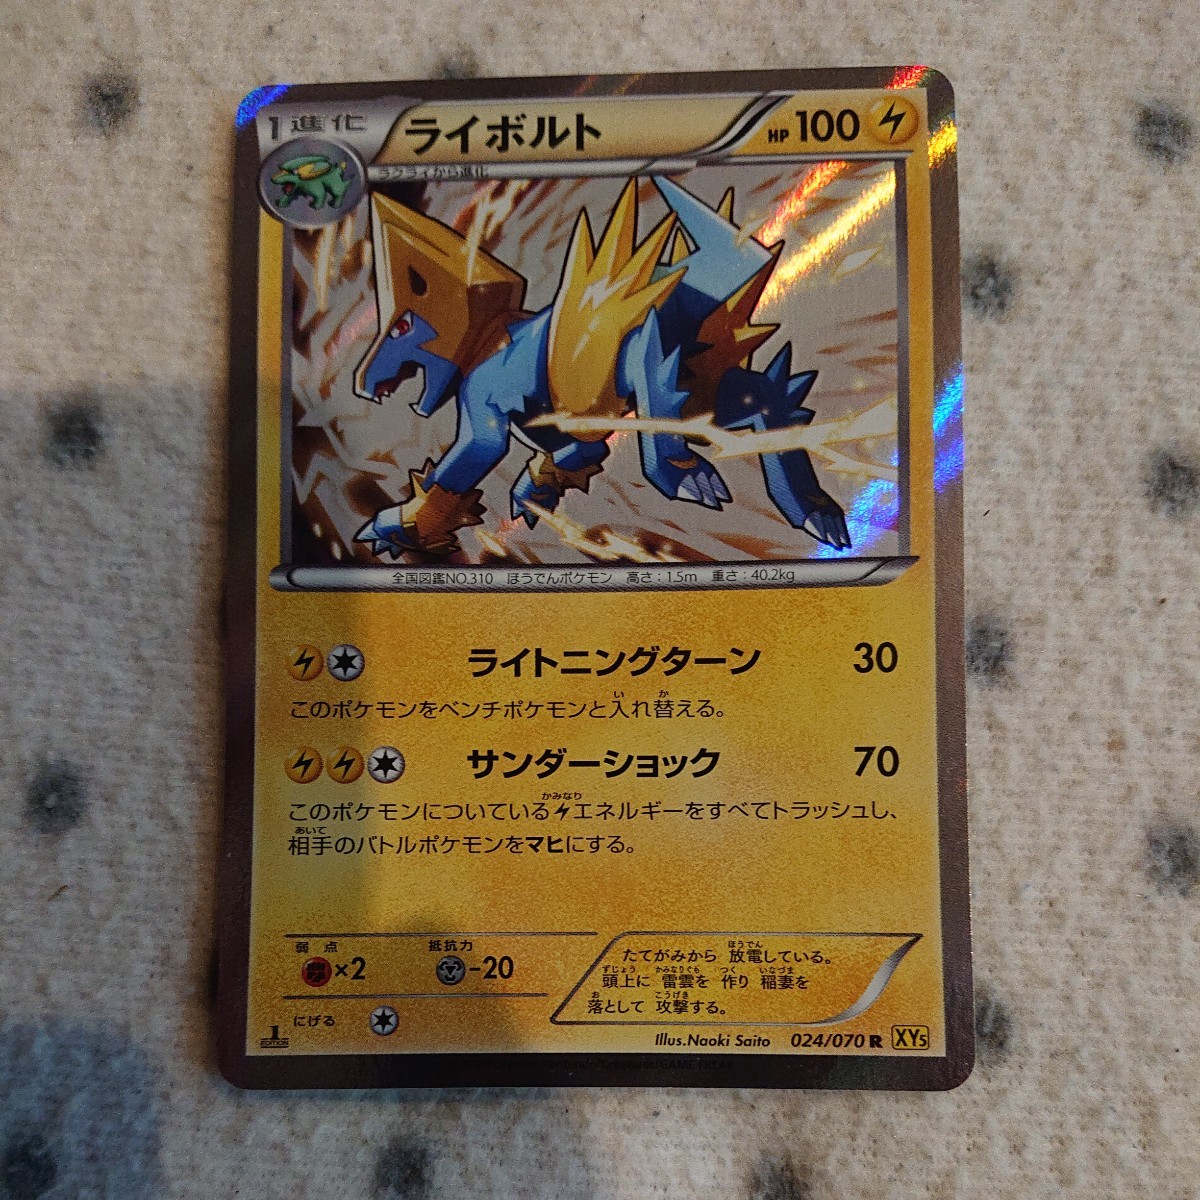 1進化
ライボルト
HP 100
ラクライから進化
全国図鑑NO.310 ほうでんポケモン 高さ:1.5m 重さ:40.2kg
ライトニングターン 30
このポケモンをベンチポケモンと入れ替える。
サンダーショック 70
このポケモンについているエネルギーをすべてトラッシュし、
相手のバトルポケモンをマヒにする。
弱点 抵抗力
×2 -20
にげる
たてがみから 放電している。
頭上に 雷雲を 作り 稲妻を
落として 攻撃する。
1 EDITION
Illus.Naoki Saito 024/070 R XY5